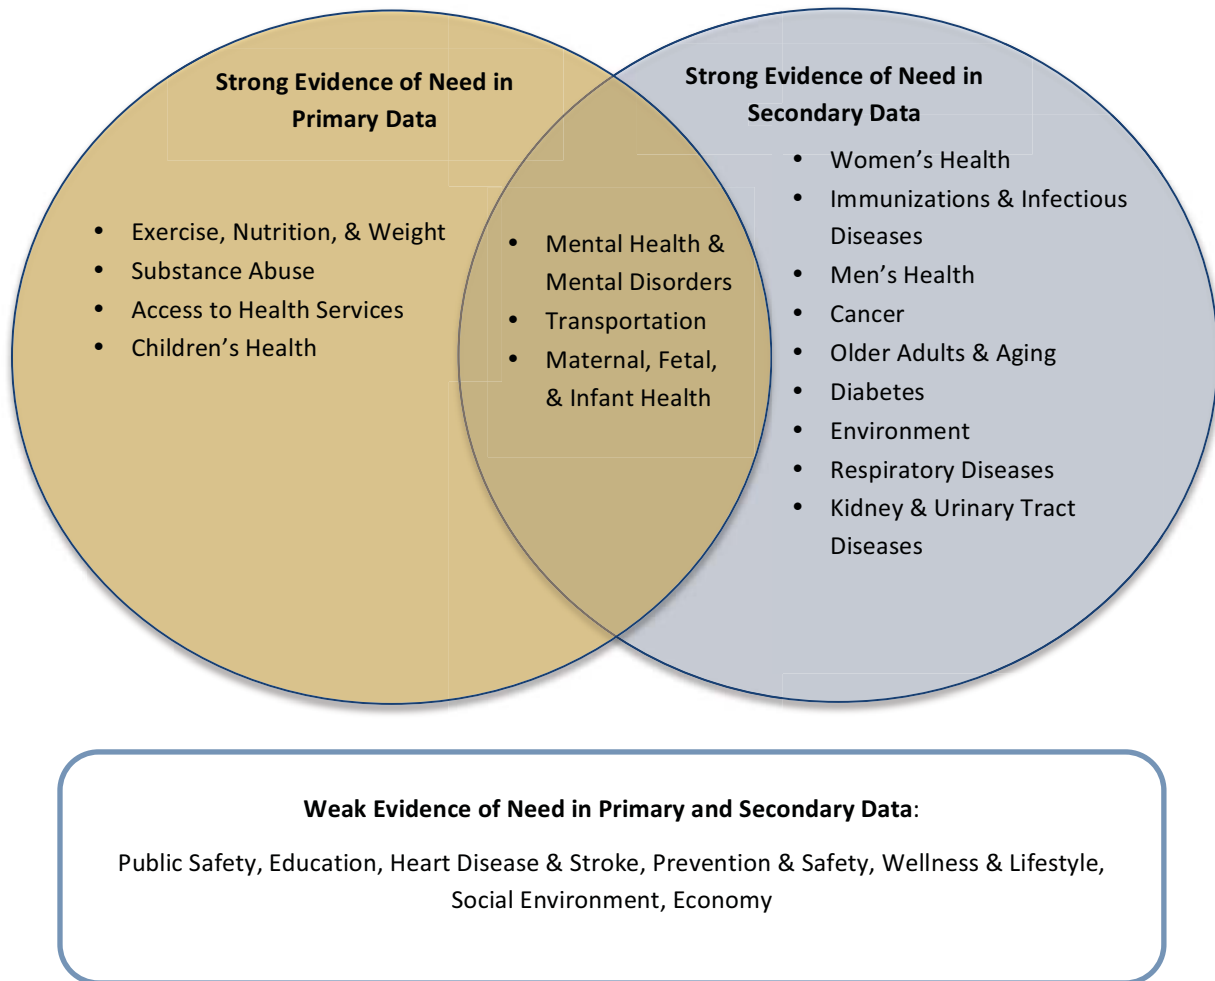 Strong Evidence of Need in
Primary Data
• Exercise, Nutrition, & Weight
• Substance Abuse
• Access to Health Services
• Children’s Health
• Mental Health &
Mental Disorders
• Transportation
• Maternal, Fetal,
& Infant Health
Strong Evidence of Need in
Secondary Data
• Women’s Health
• Immunizations & Infectious
Diseases
• Men’s Health
• Cancer
• Older Adults & Aging
• Diabetes
• Environment
• Respiratory Diseases
• Kidney & Urinary Tract
Diseases
Weak Evidence of Need in Primary and Secondary Data:
Public Safety, Education, Heart Disease & Stroke, Prevention & Safety, Wellness & Lifestyle,
Social Environment, Economy